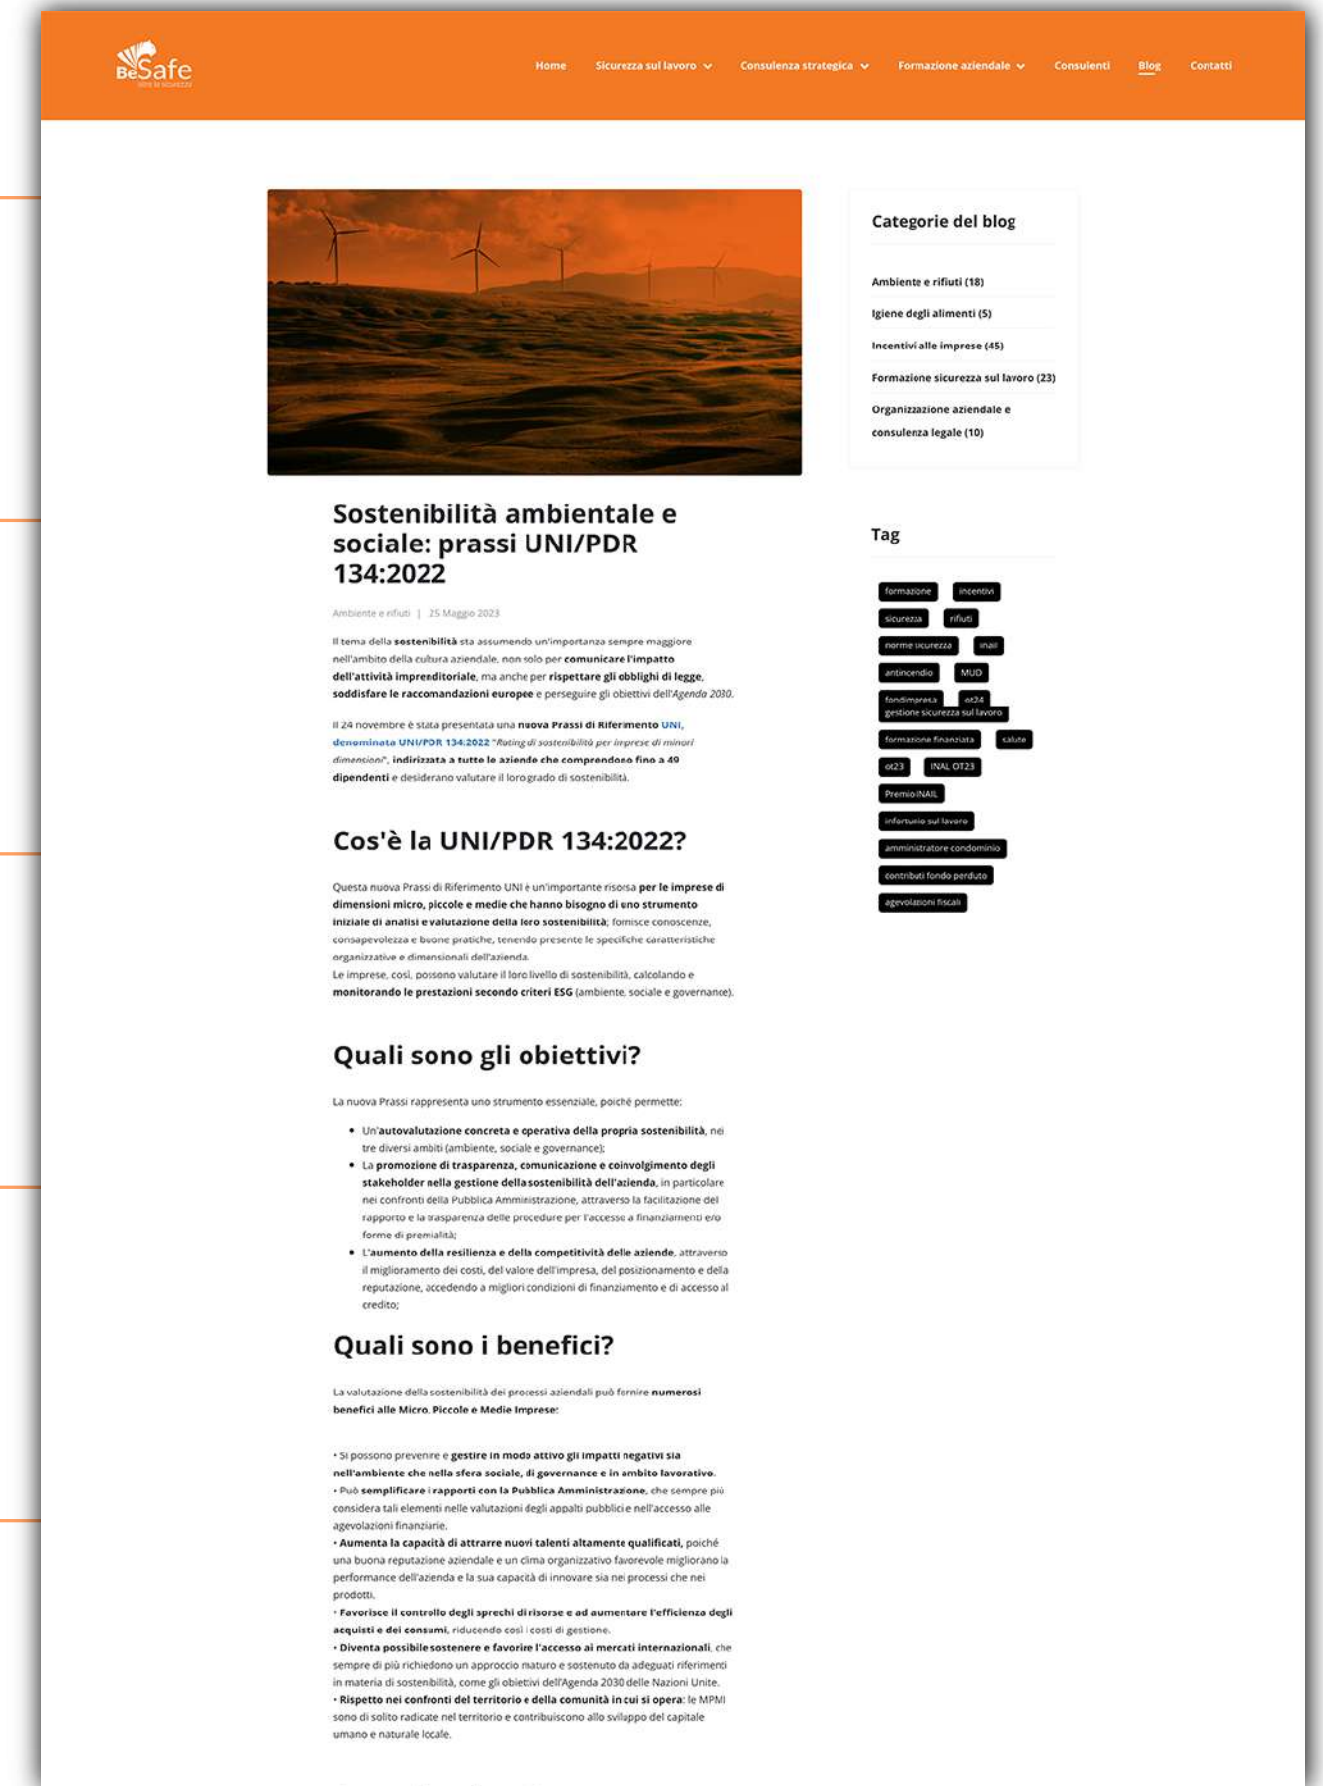 BeSafe
Home Sicurezza sul lavoro Consulenza strategica Formazione aziendale Consulenti Blog Contatti
Sostenibilità ambientale e
sociale: prassi UNI/PDR
134:2022
Ambiente e rifiuti | 25 Maggio 2023
Il tema della sostenibilità sta assumendo un'importanza sempre maggiore
nell'ambito della cultura aziendale, non solo per comunicare l'impatto
dell'attività imprenditoriale, ma anche per rispettare gli obblighi di legge,
soddisfare le raccomandazioni europee e perseguire gli obiettivi dell'Agenda 2030.
Il 24 novembre è stata presentata una nuova Prassi di Riferimento UNI,
denominata UNI/PDR 134:2022 "Rating di sostenibilità per imprese di minori
dimensioni", indirizzata a tutte le aziende che comprendono fino a 49
dipendenti e desiderano valutare il loro grado di sostenibilità.
Cos'è la UNI/PDR 134:2022?
Questa nuova Prassi di Riferimento UNI è un'importante risorsa per le imprese di
dimensioni micro, piccole e medie che hanno bisogno di uno strumento
iniziale di analisi e valutazione della loro sostenibilità; fornisce conoscenze,
consapevolezza e buone pratiche, tenendo presente le specifiche caratteristiche
organizzative e dimensionali dell'azienda.
Le imprese, così, possono valutare il loro livello di sostenibilità, calcolando e
monitorando le prestazioni secondo criteri ESG (ambiente, sociale e governance).
Quali sono gli obiettivi?
La nuova Prassi rappresenta uno strumento essenziale, poiché permette:
• Un'autovalutazione concreta e operativa della propria sostenibilità, nei
tre diversi ambiti (ambiente, sociale e governance);
• La promozione di trasparenza, comunicazione e coinvolgimento degli
stakeholder nella gestione della sostenibilità dell'azienda, in particolare
nei confronti della Pubblica Amministrazione, attraverso la facilitazione del
rapporto e la trasparenza delle procedure per l'accesso a finanziamenti e/o
forme di premialità;
• L'aumento della resilienza e della competitività delle aziende, attraverso
il miglioramento dei costi, del valore dell'impresa, del posizionamento e della
reputazione, accedendo a migliori condizioni di finanziamento e di accesso al
credito;
Quali sono i benefici?
La valutazione della sostenibilità dei processi aziendali può fornire numerosi
benefici alle Micro, Piccole e Medie Imprese:
• Si possono prevenire e gestire in modo attivo gli impatti negativi sia
nell'ambiente che nella sfera sociale, di governance e in ambito lavorativo.
• Può semplificare i rapporti con la Pubblica Amministrazione, che sempre più
considera tali elementi nelle valutazioni degli appalti pubblici e nell'accesso alle
agevolazioni finanziarie.
• Aumenta la capacità di attrarre nuovi talenti altamente qualificati, poiché
una buona reputazione aziendale e un clima organizzativo favorevole migliorano la
performance dell'azienda e la sua capacità di innovare sia nei processi che nei
prodotti.
• Favorisce il controllo degli sprechi di risorse e ad aumentare l'efficienza degli
acquisti e dei consumi, riducendo così i costi di gestione.
• Diventa possibile sostenere e favorire l'accesso ai mercati internazionali, che
sempre di più richiedono un approccio maturo e sostenuto da adeguati riferimenti
in materia di sostenibilità, come gli obiettivi dell'Agenda 2030 delle Nazioni Unite.
• Rispetto nei confronti del territorio e della comunità in cui si opera: le MPMI
sono di solito radicate nel territorio e contribuiscono allo sviluppo del capitale
umano e naturale locale.
Categorie del blog
Ambiente e rifiuti (18)
Igiene degli alimenti (5)
Incentivi alle imprese (45)
Formazione sicurezza sul lavoro (23)
Organizzazione aziendale e
consulenza legale (10)
Tag
formazione incentivi
sicurezza rifiuti
norme sicurezza inail
antincendio MUD
fondimpresa ot24
gestione sicurezza sul lavoro
formazione finanziata salute
ot23 INAL OT23
Premio INAIL
infortunio sul lavoro
amministratore condominio
contributi fondo perduto
agevolazioni fiscali